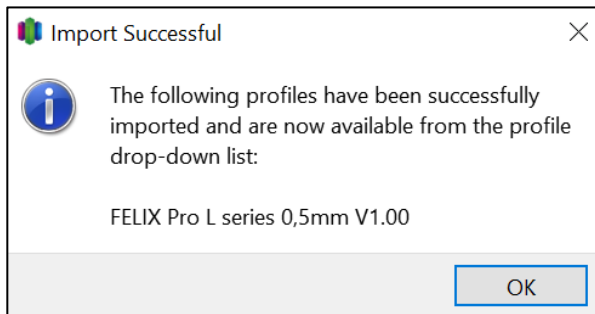 Import Successful
The following profiles have been successfully
imported and are now available from the profile
drop-down list:
FELIX Pro L series 0,5mm V1.00
OK